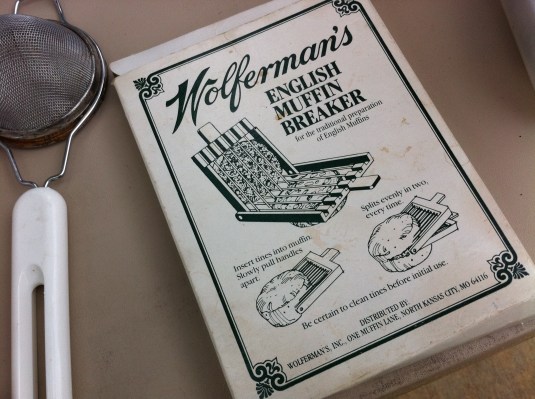 Wolferman's
ENGLISH
MUFFIN
BREAKER
for the traditional preparation
of English Muffins
Splits evenly in two,
every time.
Insert tines into muffin.
Slowly pull handles
apart.
Be certain to clean tines before initial use.
DISTRIBUTED BY:
WOLFERMAN'S, INC., ONE MUFFIN LANE, NORTH KANSAS CITY, MO 64116